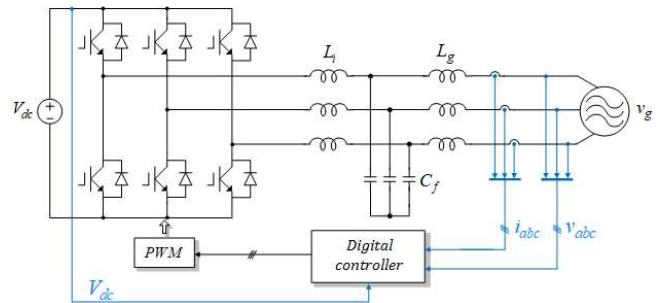 L_i
L_g
V_dc
v_g
C_f
i_abc
v_abc
PWM
Digital
controller
V_dc